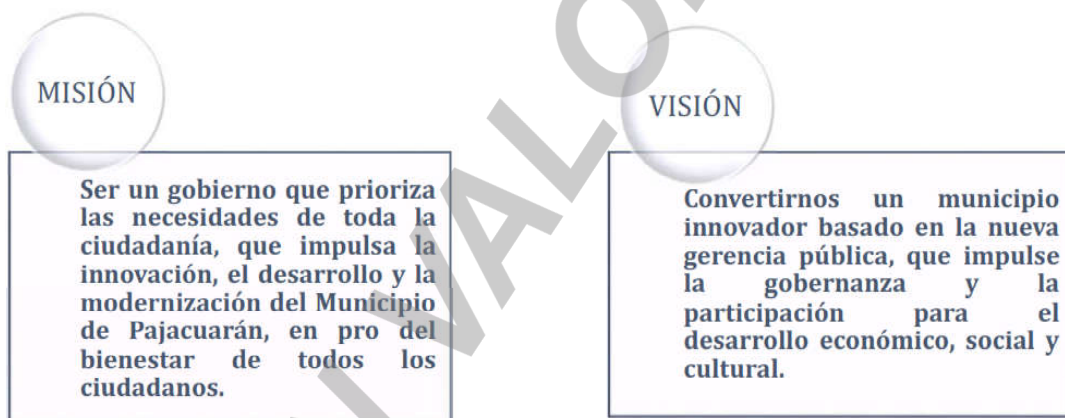 MISIÓN
Ser un gobierno que prioriza
las necesidades de toda la
ciudadanía, que impulsa la
innovación, el desarrollo y la
modernización del Municipio
de Pajacuarán, en pro del
bienestar de todos los
ciudadanos.
VISIÓN
Convertirnos un municipio
innovador basado en la nueva
gerencia pública, que impulse
la gobernanza y la
participación para el
desarrollo económico, social y
cultural.
VALO